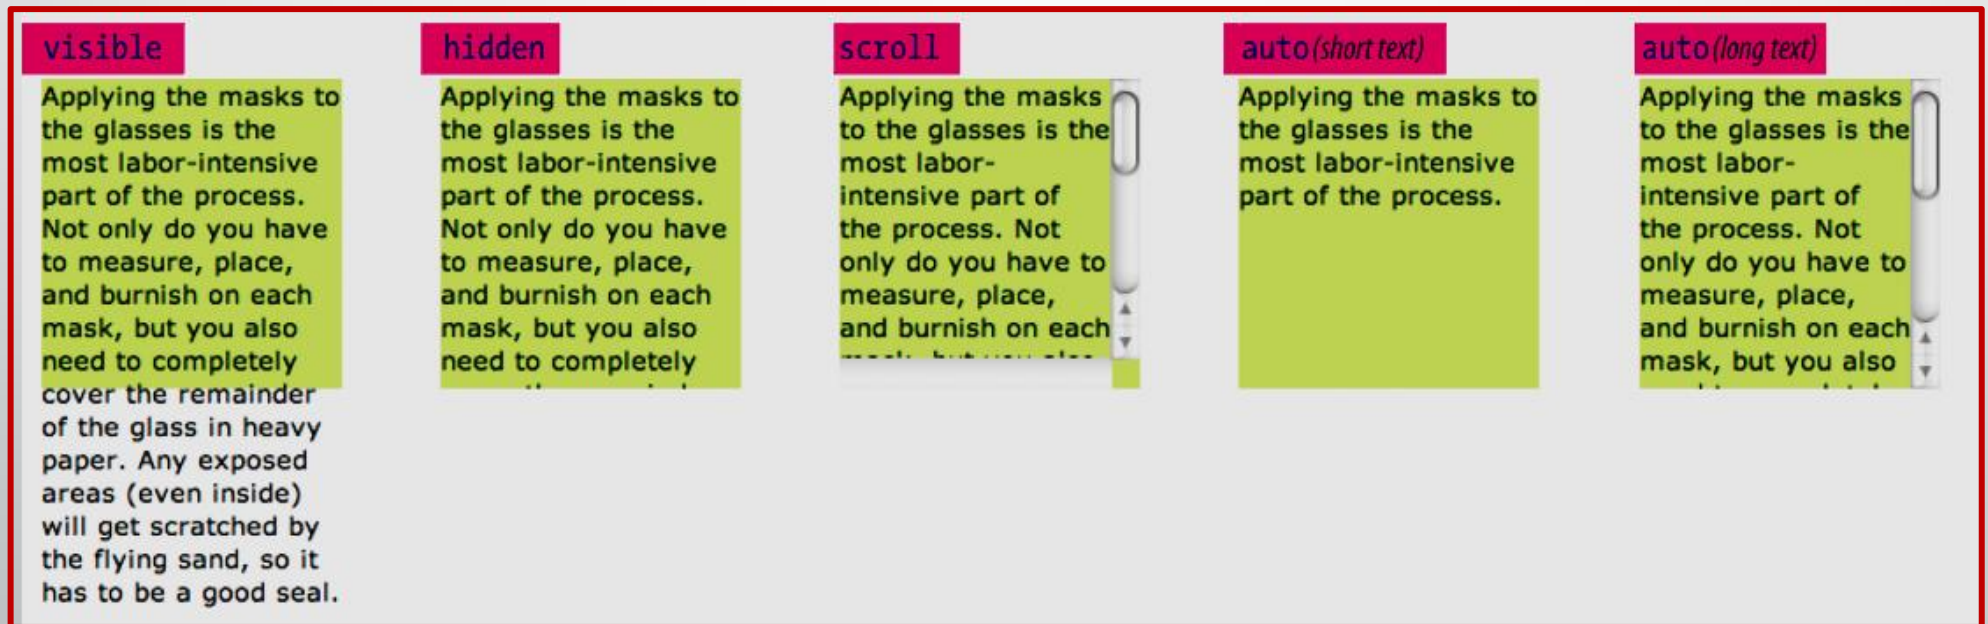 visible
Applying the masks to
the glasses is the
most labor-intensive
part of the process.
Not only do you have
to measure, place,
and burnish on each
mask, but you also
need to completely
cover the remainder
of the glass in heavy
paper. Any exposed
areas (even inside)
will get scratched by
the flying sand, so it
has to be a good seal.
hidden
Applying the masks to
the glasses is the
most labor-intensive
part of the process.
Not only do you have
to measure, place,
and burnish on each
mask, but you also
need to completely
scroll
Applying the masks
to the glasses is the
most labor-
intensive part of
the process. Not
only do you have to
measure, place,
and burnish on each
mask, but you also
auto (short text)
Applying the masks to
the glasses is the
most labor-intensive
part of the process.
auto (long text)
Applying the masks
to the glasses is the
most labor-
intensive part of
the process. Not
only do you have to
measure, place,
and burnish on each
mask, but you also